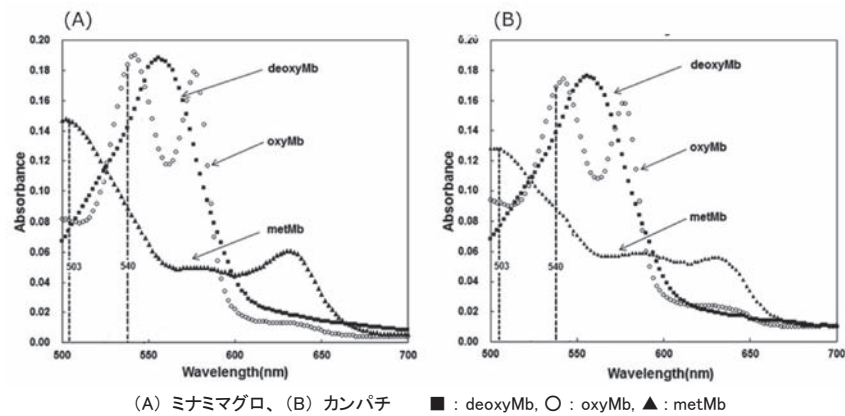 (A)
0.20
0.18
0.16
0.14
0.12
0.10
0.08
0.06
0.04
0.02
0.00
Absorbance
deoxyMb
oxyMb
metMb
503
540
500
550
600
650
700
Wavelength(nm)
(B)
0.20
0.18
0.16
0.14
0.12
0.10
0.08
0.06
0.04
0.02
0.00
Absorbance
deoxyMb
oxyMb
metMb
503
540
500
550
600
650
700
Wavelength(nm)
(A) ミナミマグロ、(B) カンパチ ■ : deoxyMb, ○ : oxyMb, ▲ : metMb